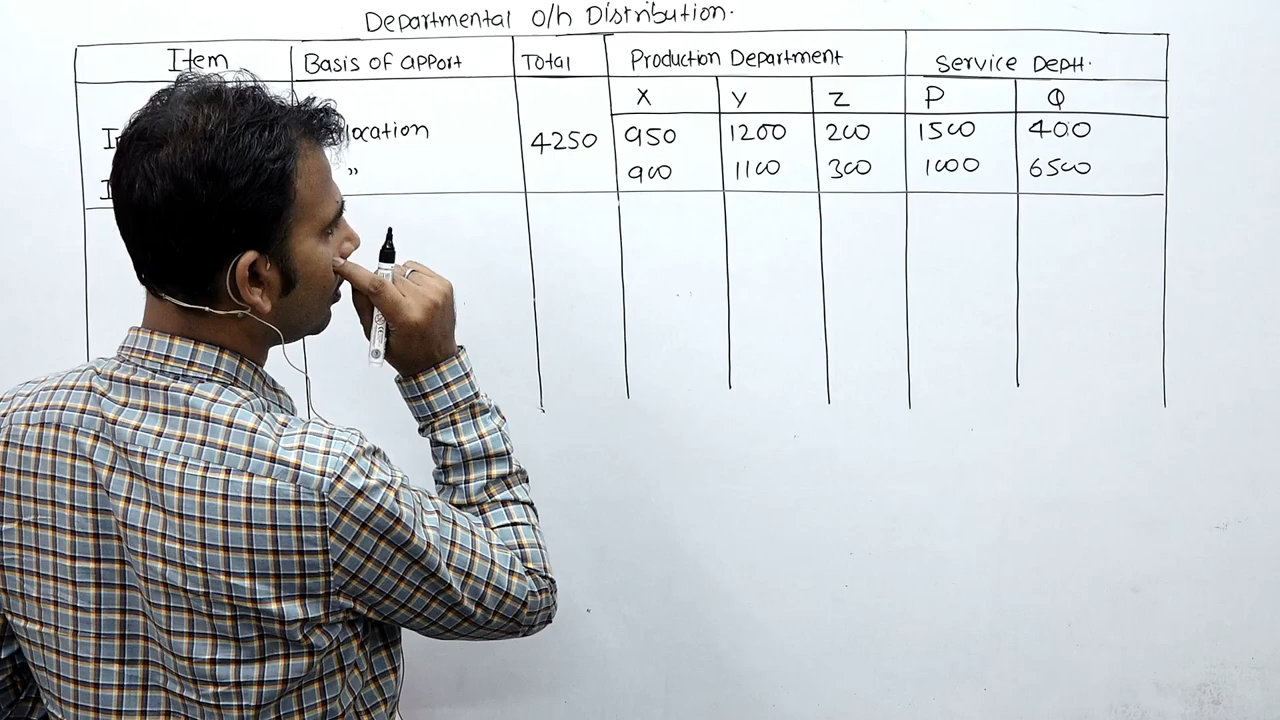 Departmental o/h Distribution.
Item Basis of apport Total Production Department Service Deptt.
X Y Z P Q
location 4250 950 1200 200 1500 400
" 900 1100 300 1000 6500